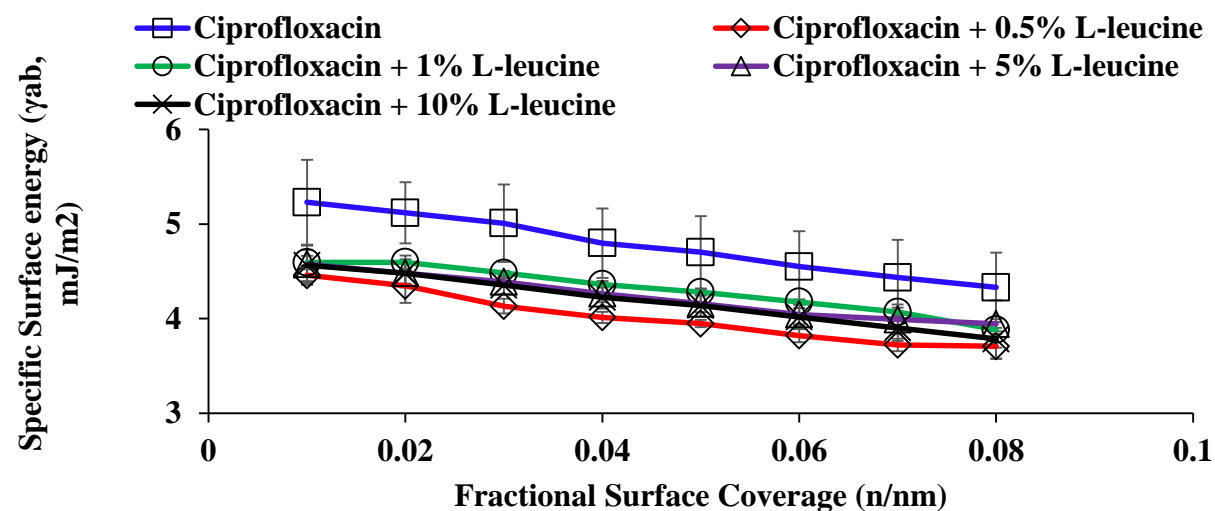 Ciprofloxacin
Ciprofloxacin + 0.5% L-leucine
Ciprofloxacin + 1% L-leucine
Ciprofloxacin + 5% L-leucine
Ciprofloxacin + 10% L-leucine
Specific Surface energy (γab,
mJ/m2)
6
5
4
3
0
0.02
0.04
0.06
0.08
0.1
Fractional Surface Coverage (n/nm)